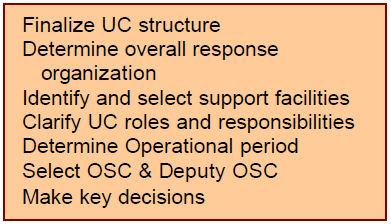 Finalize UC structure
Determine overall response
organization
Identify and select support facilities
Clarify UC roles and responsibilities
Determine Operational period
Select OSC & Deputy OSC
Make key decisions